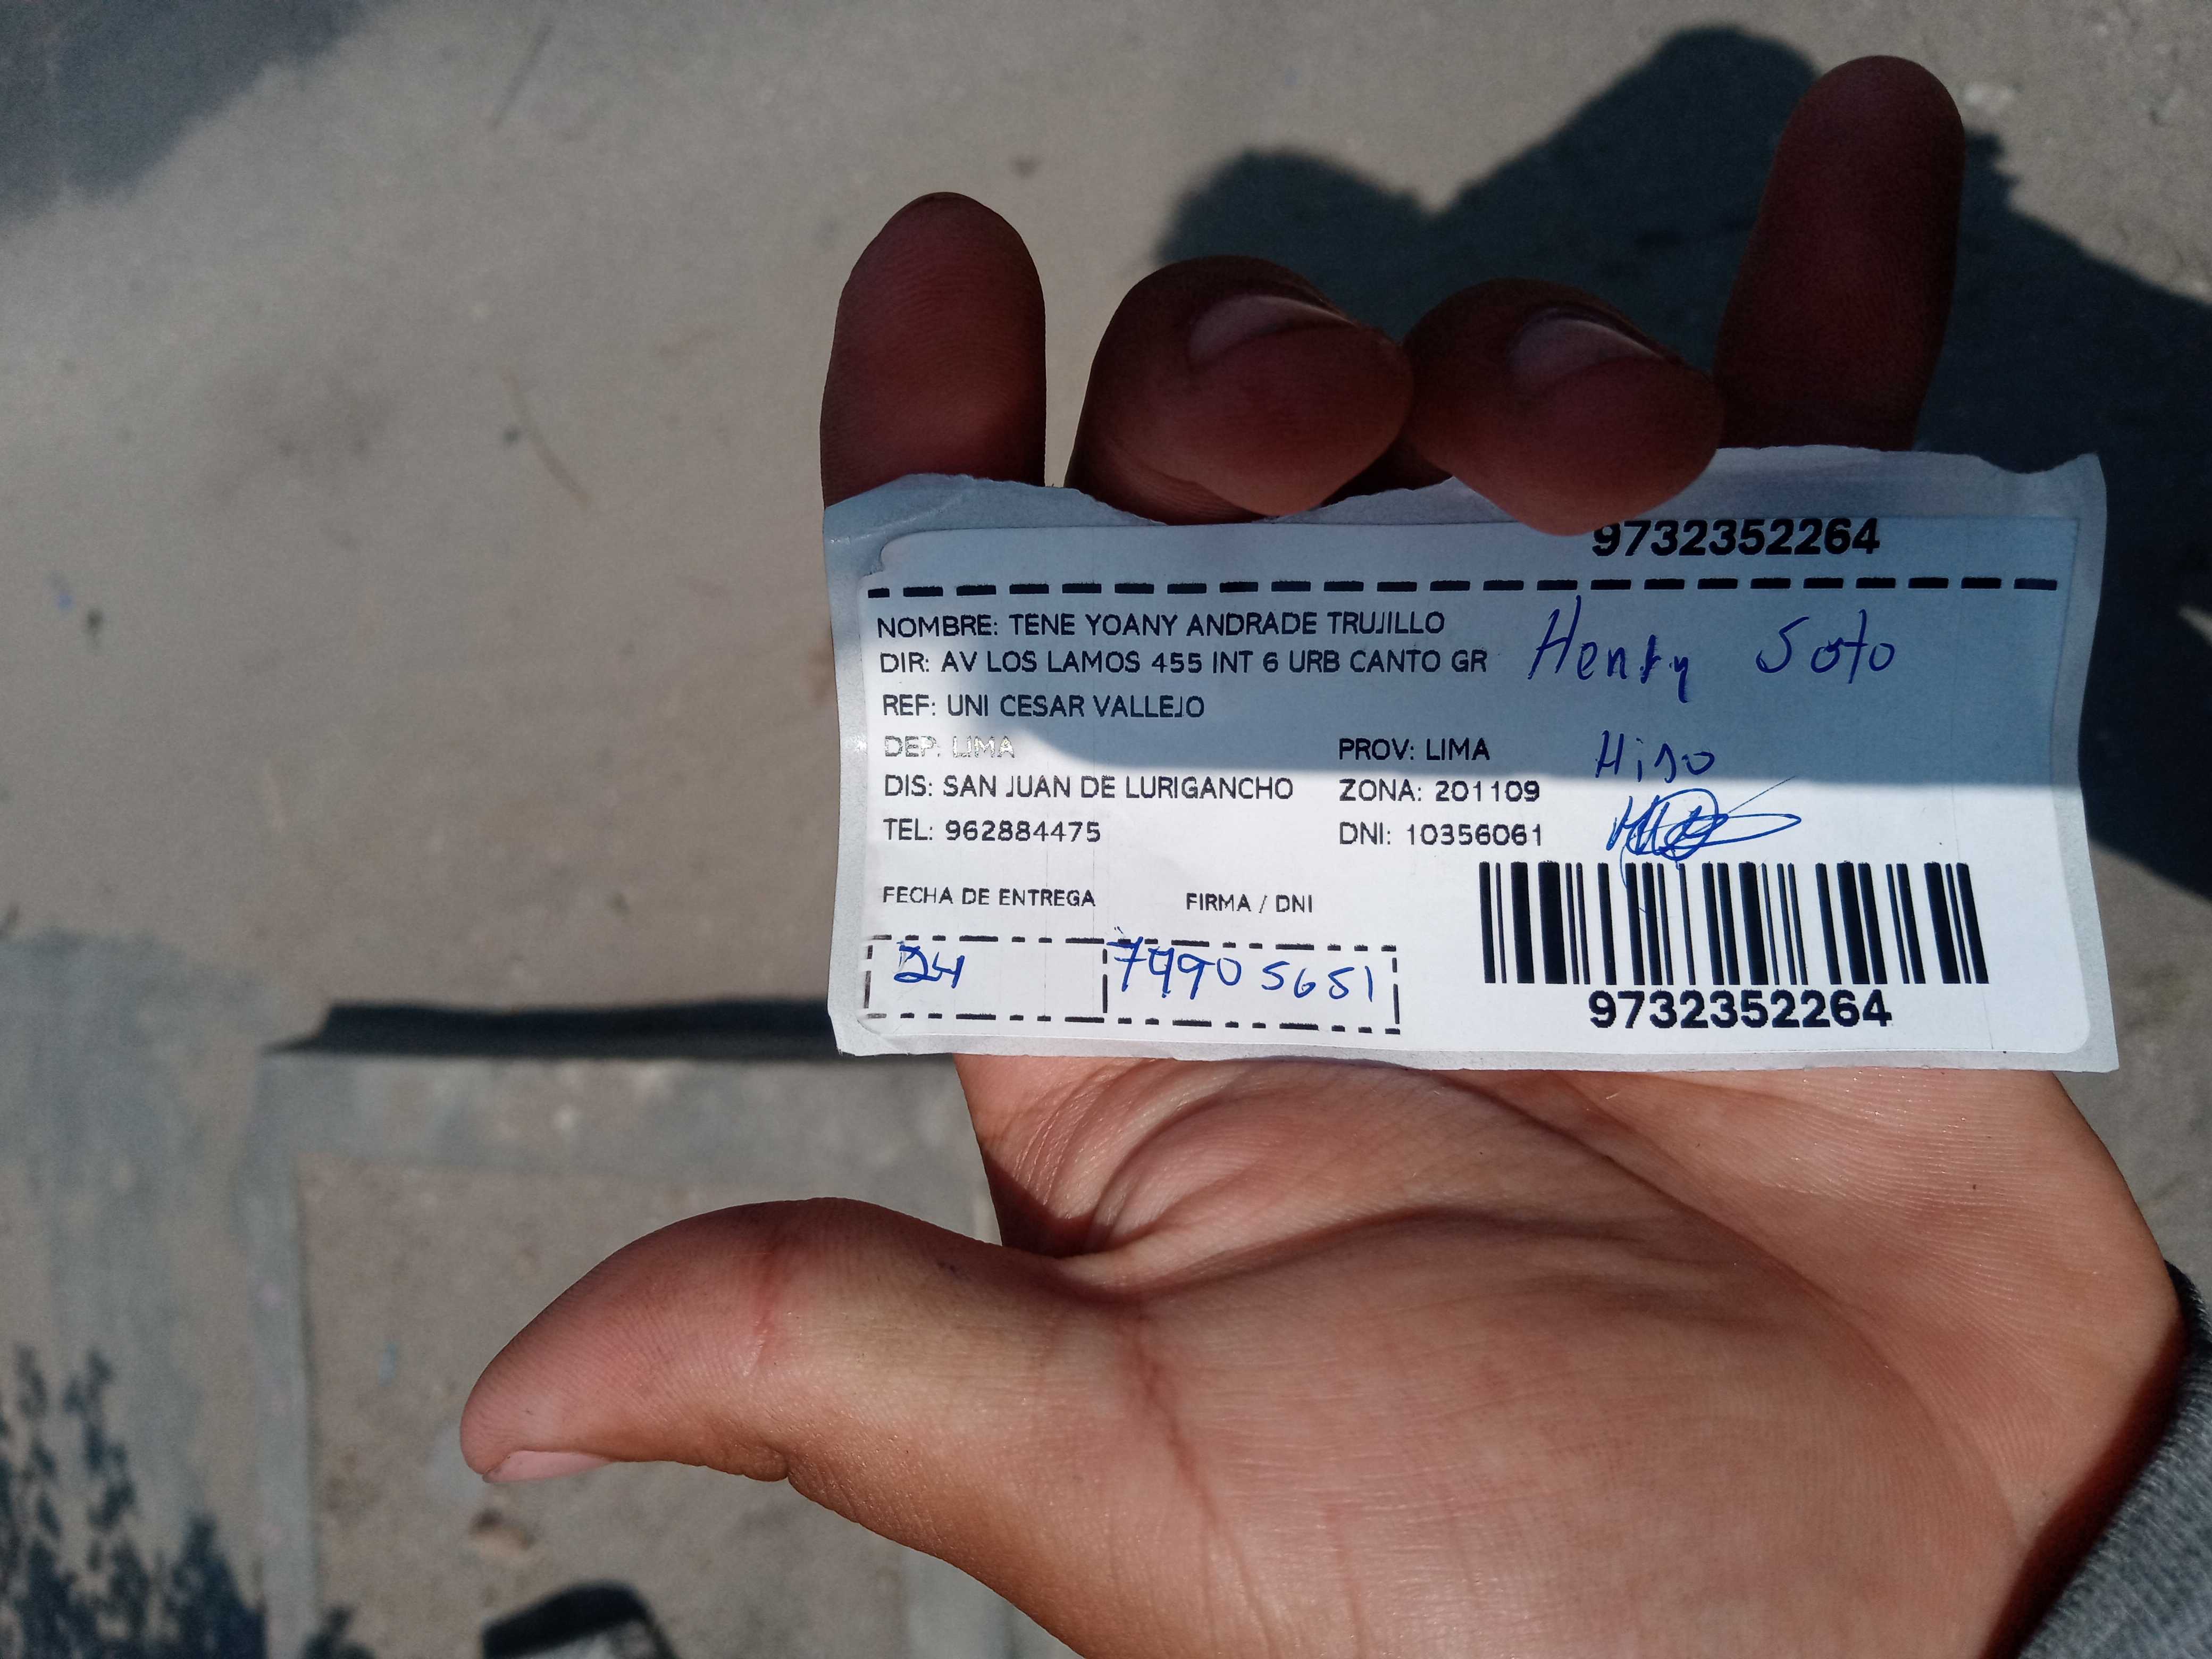 9732352264
NOMBRE: TENE YOANY ANDRADE TRUJILLO
DIR: AV LOS LAMOS 455 INT 6 URB CANTO GR
Henry Soto
REF: UNI CESAR VALLEJO
DEP: LIMA PROV: LIMA
Hijo
DIS: SAN JUAN DE LURIGANCHO ZONA: 201109
TEL: 962884475 DNI: 10356061
FECHA DE ENTREGA FIRMA / DNI
24 74905651
9732352264